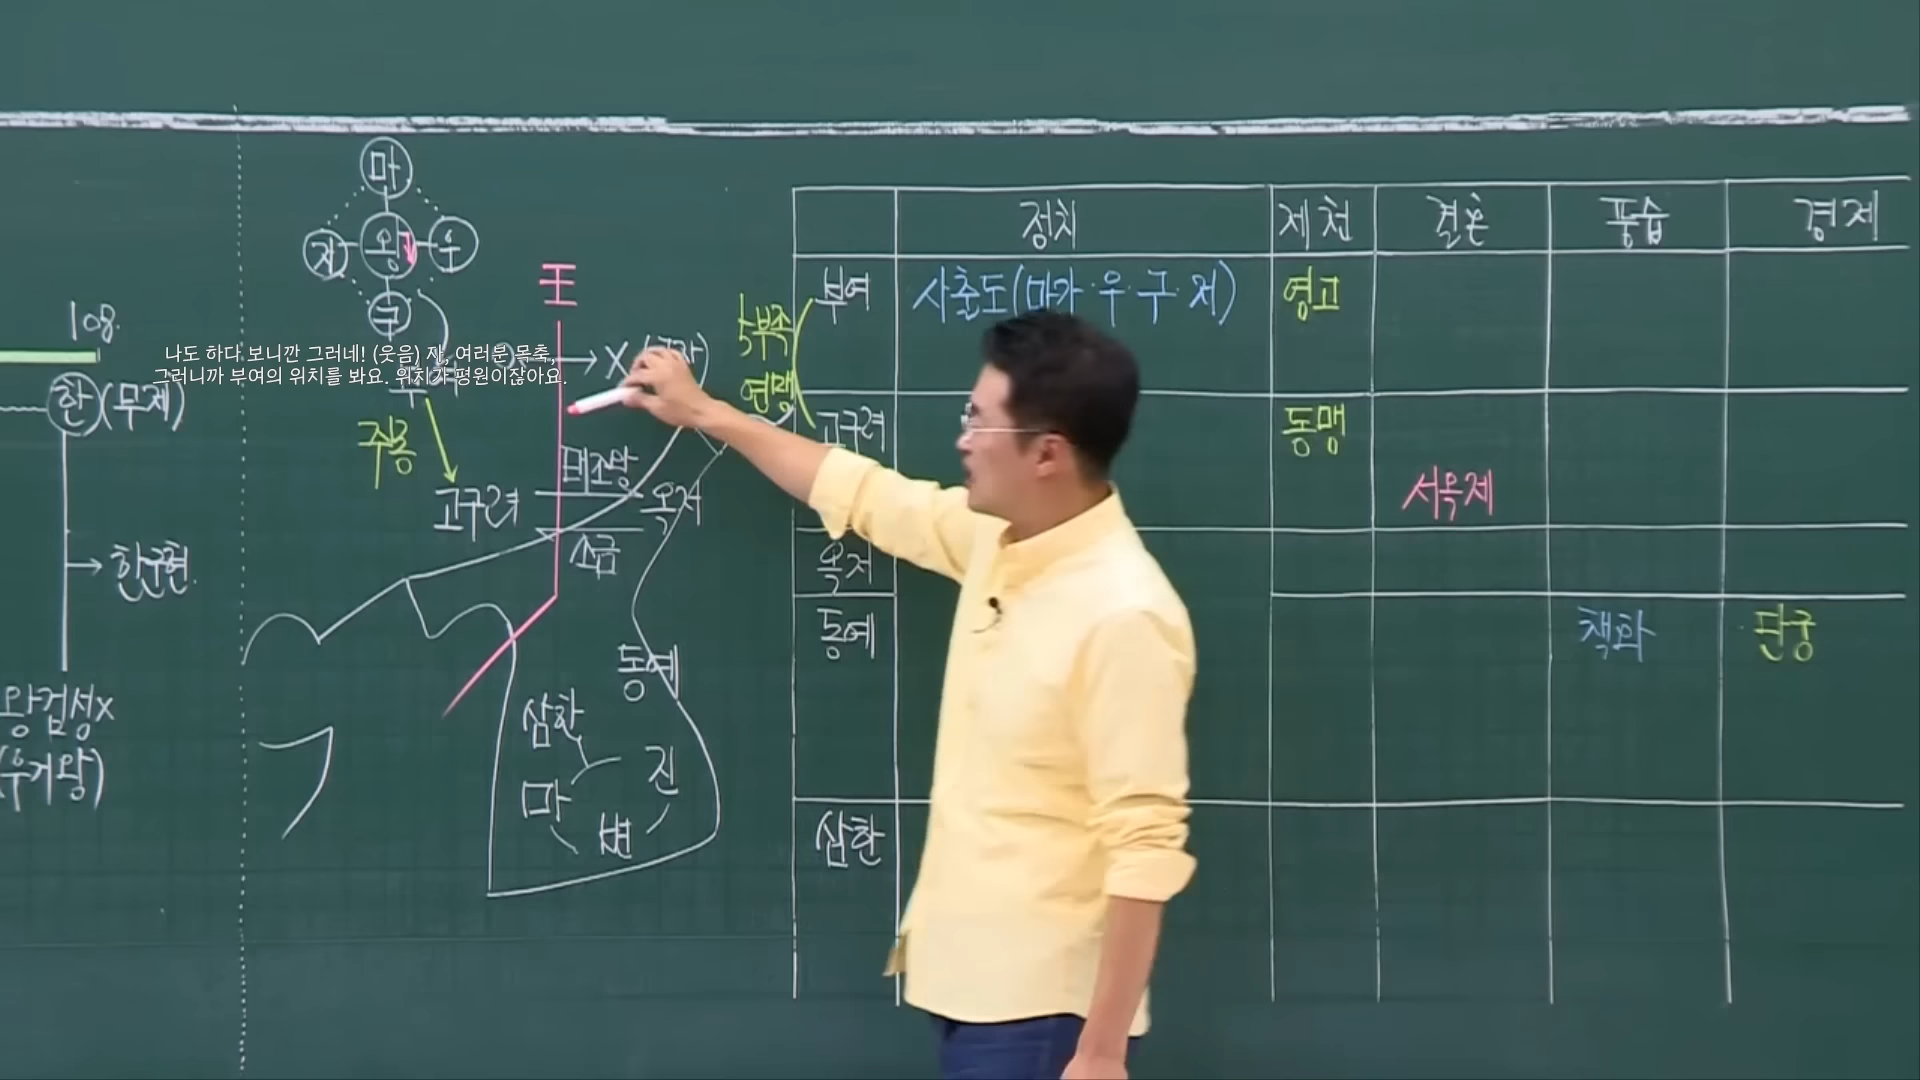 108.
한(무제)
한군현
왕검성x
(우거왕)
마
저 왕 우
구
나도 하다 보니깐 그러네! (웃음) 자, 여러분 목축,
그러니까 부여의 위치를 봐요. 위치가 평원이잖아요.
주몽
고구려
王
X
태조왕
옥저
소금
동예
삼한
마
진
변
5부족
연맹
정치 제천 결혼 풍습 경제
부여 사출도(마가·우·구·저) 영고
고구려 동맹 서옥제
옥저
동예 책화 단궁
삼한